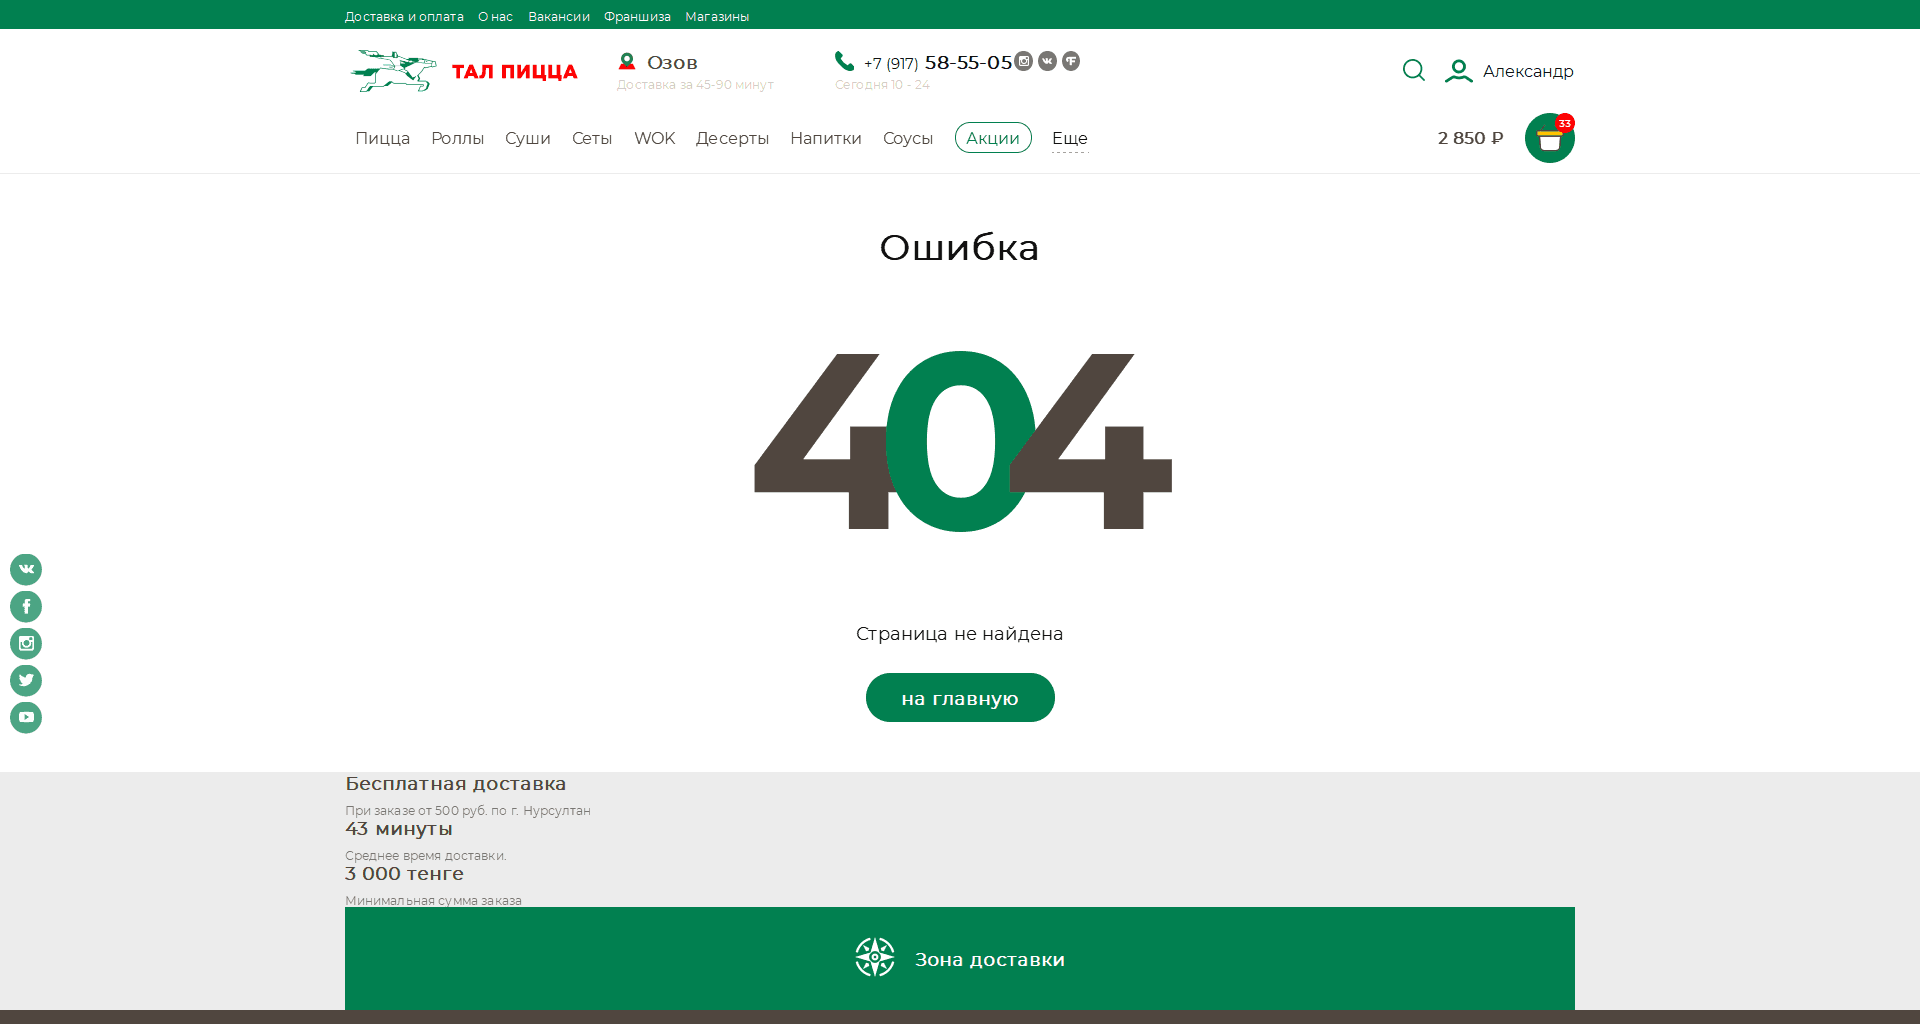 Доставка и оплата О нас Вакансии Франшиза Магазины
ТАЛ ПИЦЦА
Озов
Доставка за 45-90 минут
+7 (917) 58-55-05
Сегодня 10 - 24
Александр
Пицца Роллы Суши Сеты WOK Десерты Напитки Соусы Акции Еще
2 850 ₽
33
Ошибка
404
Страница не найдена
на главную
Бесплатная доставка
При заказе от 500 руб. по г. Нурсултан
43 минуты
Среднее время доставки.
3 000 тенге
Минимальная сумма заказа
Зона доставки